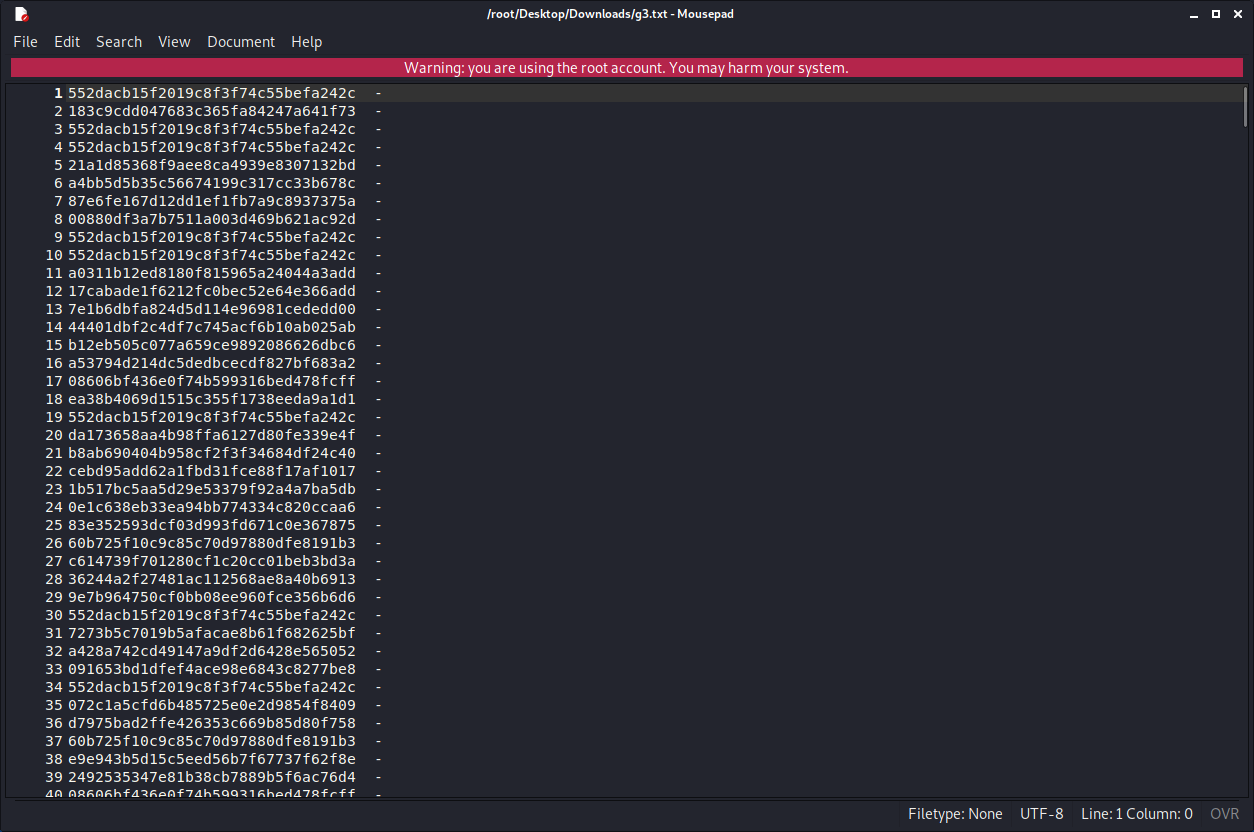 /root/Desktop/Downloads/g3.txt - Mousepad
File Edit Search View Document Help
Warning: you are using the root account. You may harm your system.
1 552dacb15f2019c8f3f74c55befa242c -
2 183c9cdd047683c365fa84247a641f73 -
3 552dacb15f2019c8f3f74c55befa242c -
4 552dacb15f2019c8f3f74c55befa242c -
5 21a1d85368f9aee8ca4939e8307132bd -
6 a4bb5d5b35c56674199c317cc33b678c -
7 87e6fe167d12dd1ef1fb7a9c8937375a -
8 00880df3a7b7511a003d469b621ac92d -
9 552dacb15f2019c8f3f74c55befa242c -
10 552dacb15f2019c8f3f74c55befa242c -
11 a0311b12ed8180f815965a24044a3add -
12 17cabade1f6212fc0bec52e64e366add -
13 7e1b6dbfa824d5d114e96981cededd00 -
14 44401dbf2c4df7c745acf6b10ab025ab -
15 b12eb505c077a659ce9892086626dbc6 -
16 a53794d214dc5dedbcecdf827bf683a2 -
17 08606bf436e0f74b599316bed478fcff -
18 ea38b4069d1515c355f1738eeda9a1d1 -
19 552dacb15f2019c8f3f74c55befa242c -
20 da173658aa4b98ffa6127d80fe339e4f -
21 b8ab690404b958cf2f3f34684df24c40 -
22 cebd95add62a1fbd31fce88f17af1017 -
23 1b517bc5aa5d29e53379f92a4a7ba5db -
24 0e1c638eb33ea94bb774334c820ccaa6 -
25 83e352593dcf03d993fd671c0e367875 -
26 60b725f10c9c85c70d97880dfe8191b3 -
27 c614739f701280cf1c20cc01beb3bd3a -
28 36244a2f27481ac112568ae8a40b6913 -
29 9e7b964750cf0bb08ee960fce356b6d6 -
30 552dacb15f2019c8f3f74c55befa242c -
31 7273b5c7019b5afacae8b61f682625bf -
32 a428a742cd49147a9df2d6428e565052 -
33 091653bd1dfef4ace98e6843c8277be8 -
34 552dacb15f2019c8f3f74c55befa242c -
35 072c1a5cfd6b485725e0e2d9854f8409 -
36 d7975bad2ffe426353c669b85d80f758 -
37 60b725f10c9c85c70d97880dfe8191b3 -
38 e9e943b5d15c5eed56b7f67737f62f8e -
39 2492535347e81b38cb7889b5f6ac76d4 -
40 08606bf436e0f74b599316bed478fcff -
Filetype: None UTF-8 Line: 1 Column: 0 OVR